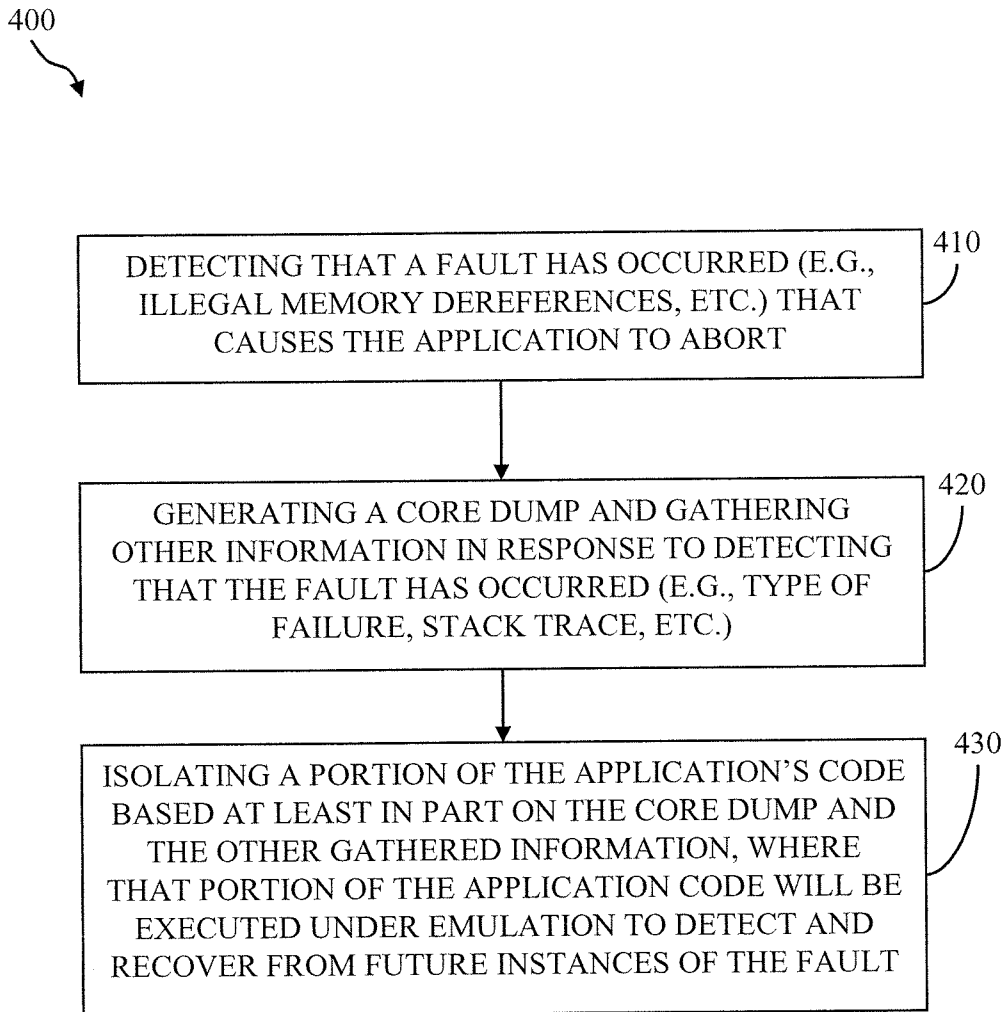 400
DETECTING THAT A FAULT HAS OCCURRED (E.G.,
ILLEGAL MEMORY DEREFERENCES, ETC.) THAT
CAUSES THE APPLICATION TO ABORT
410
GENERATING A CORE DUMP AND GATHERING
OTHER INFORMATION IN RESPONSE TO DETECTING
THAT THE FAULT HAS OCCURRED (E.G., TYPE OF
FAILURE, STACK TRACE, ETC.)
420
ISOLATING A PORTION OF THE APPLICATION'S CODE
BASED AT LEAST IN PART ON THE CORE DUMP AND
THE OTHER GATHERED INFORMATION, WHERE
THAT PORTION OF THE APPLICATION CODE WILL BE
EXECUTED UNDER EMULATION TO DETECT AND
RECOVER FROM FUTURE INSTANCES OF THE FAULT
430